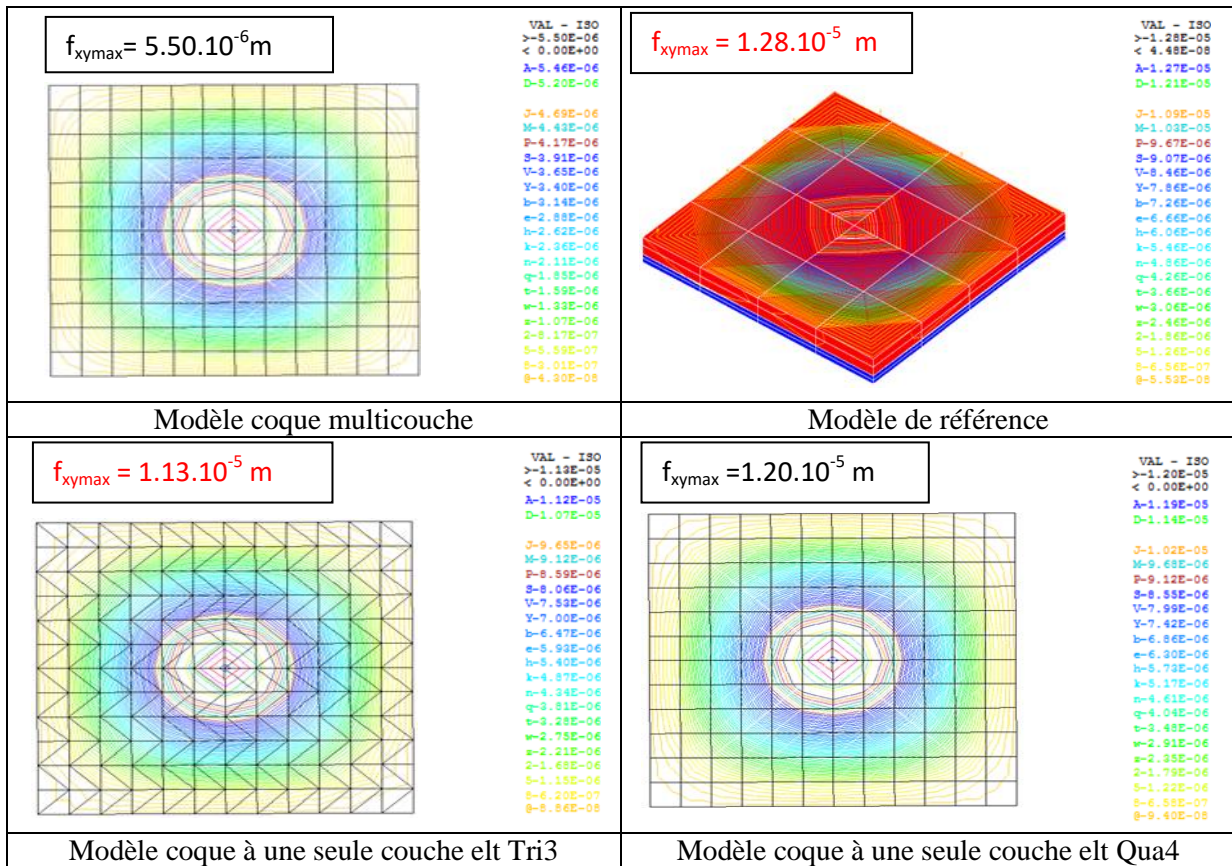 f_xymax= 5.50.10^-6 m
VAL - ISO
>-5.50E-06
< 0.00E+00
A-5.46E-06
D-5.20E-06
J-4.69E-06
M-4.43E-06
P-4.17E-06
S-3.91E-06
V-3.65E-06
Y-3.40E-06
b-3.14E-06
e-2.88E-06
h-2.62E-06
k-2.36E-06
n-2.11E-06
q-1.85E-06
t-1.59E-06
w-1.33E-06
z-1.07E-06
2-8.17E-07
5-5.59E-07
8-3.01E-07
@-4.30E-08
Modèle coque multicouche
f_xymax = 1.28.10^-5 m
VAL - ISO
>-1.28E-05
< 4.48E-08
A-1.27E-05
D-1.21E-05
J-1.09E-05
M-1.03E-05
P-9.67E-06
S-9.07E-06
V-8.46E-06
Y-7.86E-06
b-7.26E-06
e-6.66E-06
h-6.06E-06
k-5.46E-06
n-4.86E-06
q-4.26E-06
t-3.66E-06
w-3.06E-06
z-2.46E-06
2-1.86E-06
5-1.26E-06
8-6.56E-07
@-5.53E-08
Modèle de référence
f_xymax = 1.13.10^-5 m
VAL - ISO
>-1.13E-05
< 0.00E+00
A-1.12E-05
D-1.07E-05
J-9.65E-06
M-9.12E-06
P-8.59E-06
S-8.06E-06
V-7.53E-06
Y-7.00E-06
b-6.47E-06
e-5.93E-06
h-5.40E-06
k-4.87E-06
n-4.34E-06
q-3.81E-06
t-3.28E-06
w-2.75E-06
z-2.21E-06
2-1.68E-06
5-1.15E-06
8-6.20E-07
@-8.86E-08
Modèle coque à une seule couche elt Tri3
f_xymax =1.20.10^-5 m
VAL - ISO
>-1.20E-05
< 0.00E+00
A-1.19E-05
D-1.14E-05
J-1.02E-05
M-9.68E-06
P-9.12E-06
S-8.55E-06
V-7.99E-06
Y-7.42E-06
b-6.86E-06
e-6.30E-06
h-5.73E-06
k-5.17E-06
n-4.61E-06
q-4.04E-06
t-3.48E-06
w-2.91E-06
z-2.35E-06
2-1.79E-06
5-1.22E-06
8-6.58E-07
@-9.40E-08
Modèle coque à une seule couche elt Qua4